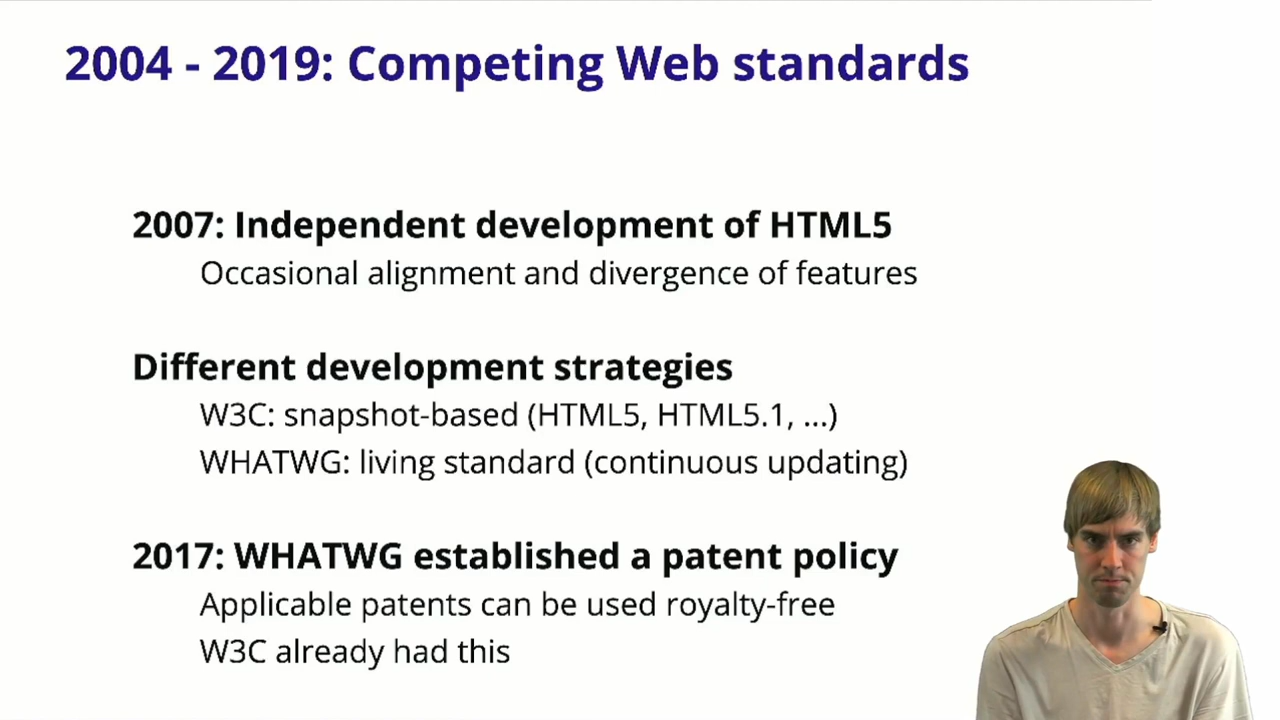 2004 - 2019: Competing Web standards
2007: Independent development of HTML5
Occasional alignment and divergence of features
Different development strategies
W3C: snapshot-based (HTML5, HTML5.1, ...)
WHATWG: living standard (continuous updating)
2017: WHATWG established a patent policy
Applicable patents can be used royalty-free
W3C already had this